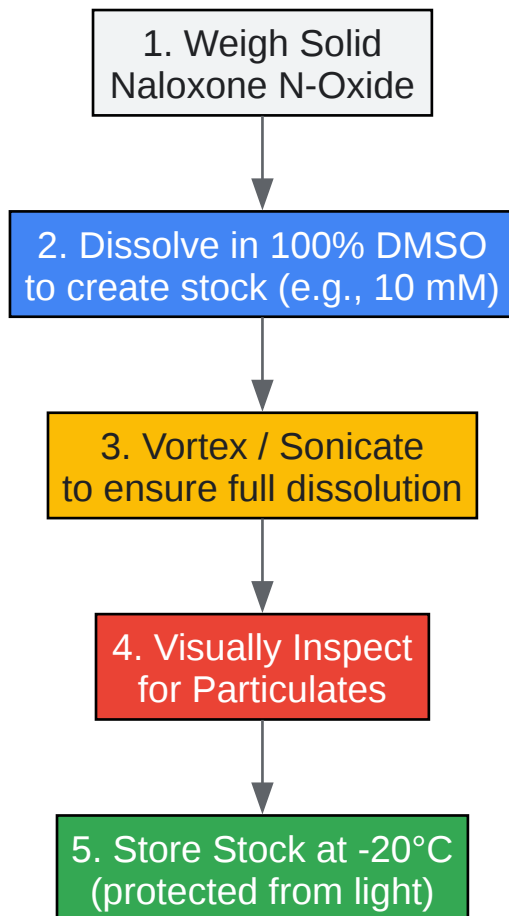 1. Weigh Solid
Naloxone N-Oxide
2. Dissolve in 100% DMSO
to create stock (e.g., 10 mM)
3. Vortex / Sonicate
to ensure full dissolution
4. Visually Inspect
for Particulates
5. Store Stock at -20°C
(protected from light)